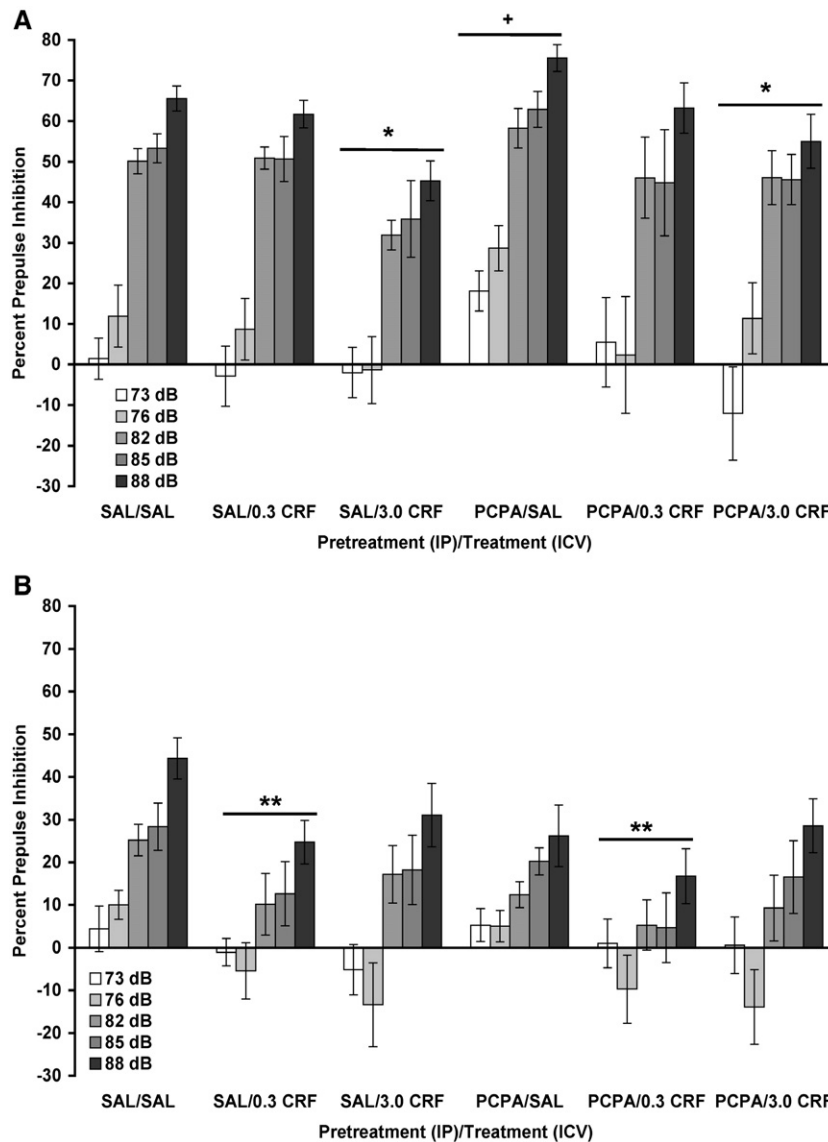 A
80
70
60
50
40
30
20
10
0
-10
-20
-30
Percent Prepulse Inhibition
*
+
*
73 dB
76 dB
82 dB
85 dB
88 dB
SAL/SAL SAL/0.3 CRF SAL/3.0 CRF PCPA/SAL PCPA/0.3 CRF PCPA/3.0 CRF
Pretreatment (IP)/Treatment (ICV)
B
80
70
60
50
40
30
20
10
0
-10
-20
-30
Percent Prepulse Inhibition
**
**
73 dB
76 dB
82 dB
85 dB
88 dB
SAL/SAL SAL/0.3 CRF SAL/3.0 CRF PCPA/SAL PCPA/0.3 CRF PCPA/3.0 CRF
Pretreatment (IP)/Treatment (ICV)